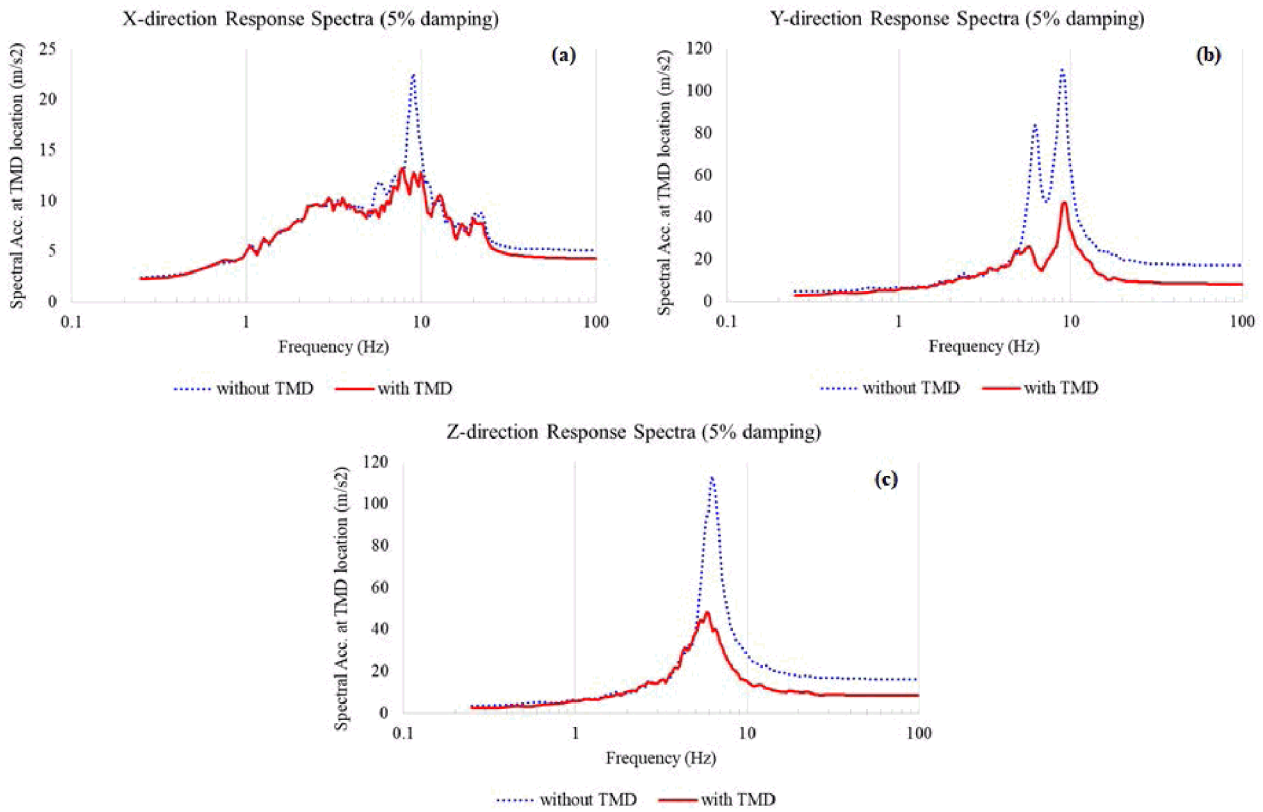 X-direction Response Spectra (5% damping)
(a)
Spectral Acc. at TMD location (m/s2)
25
20
15
10
5
0
0.1 1 10 100
Frequency (Hz)
without TMD with TMD
Y-direction Response Spectra (5% damping)
(b)
Spectral Acc. at TMD location (m/s2)
120
100
80
60
40
20
0
0.1 1 10 100
Frequency (Hz)
without TMD with TMD
Z-direction Response Spectra (5% damping)
(c)
Spectral Acc. at TMD location (m/s2)
120
100
80
60
40
20
0
0.1 1 10 100
Frequency (Hz)
without TMD with TMD